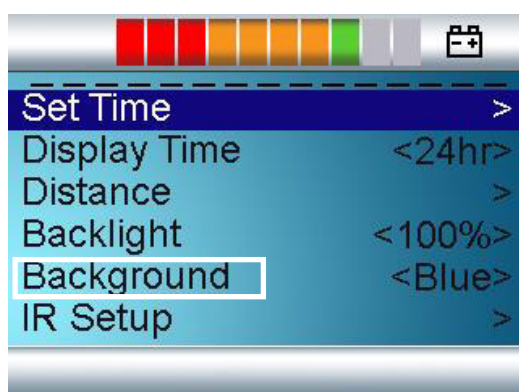 Set Time >
Display Time <24hr>
Distance >
Backlight <100%>
Background <Blue>
IR Setup >